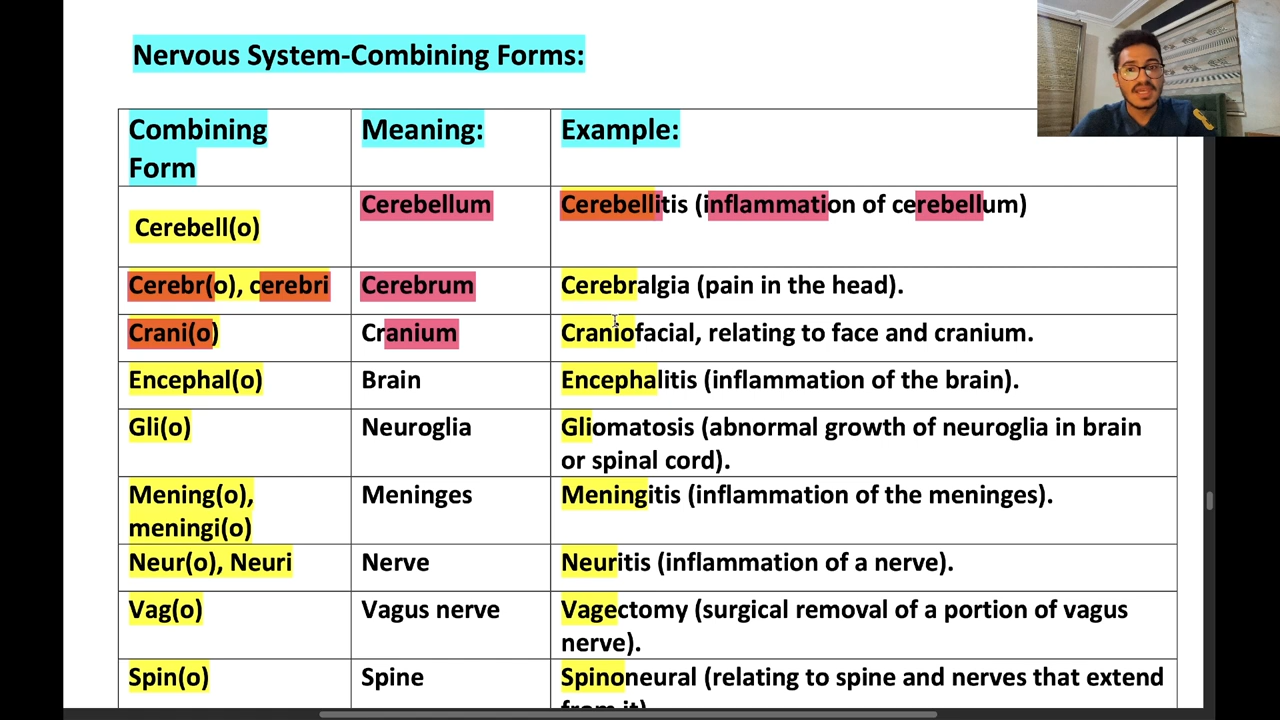 Nervous System-Combining Forms:
Combining Form
Meaning:
Example:
Cerebell(o)
Cerebellum
Cerebellitis (inflammation of cerebellum)
Cerebr(o), cerebri
Cerebrum
Cerebralgia (pain in the head).
Crani(o)
Cranium
Craniofacial, relating to face and cranium.
Encephal(o)
Brain
Encephalitis (inflammation of the brain).
Gli(o)
Neuroglia
Gliomatosis (abnormal growth of neuroglia in brain
or spinal cord).
Mening(o),
meningi(o)
Meninges
Meningitis (inflammation of the meninges).
Neur(o), Neuri
Nerve
Neuritis (inflammation of a nerve).
Vag(o)
Vagus nerve
Vagectomy (surgical removal of a portion of vagus
nerve).
Spin(o)
Spine
Spinoneural (relating to spine and nerves that extend
from it)